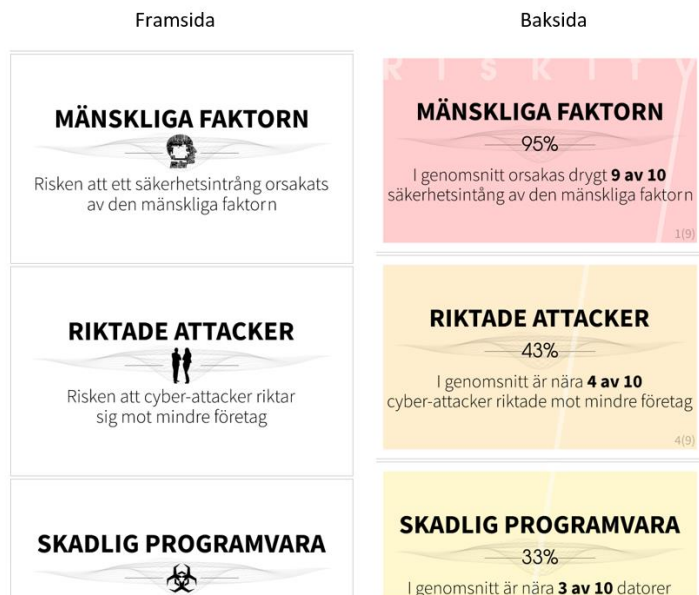 Framsida
Baksida
MÄNSKLIGA FAKTORN
Risken att ett säkerhetsintrång orsakats
av den mänskliga faktorn
RISKITY
MÄNSKLIGA FAKTORN
95%
I genomsnitt orsakas drygt 9 av 10
säkerhetsintång av den mänskliga faktorn
1(9)
RIKTADE ATTACKER
Risken att cyber-attacker riktar
sig mot mindre företag
RIKTADE ATTACKER
43%
I genomsnitt är nära 4 av 10
cyber-attacker riktade mot mindre företag
4(9)
SKADLIG PROGRAMVARA
SKADLIG PROGRAMVARA
33%
I genomsnitt är nära 3 av 10 datorer